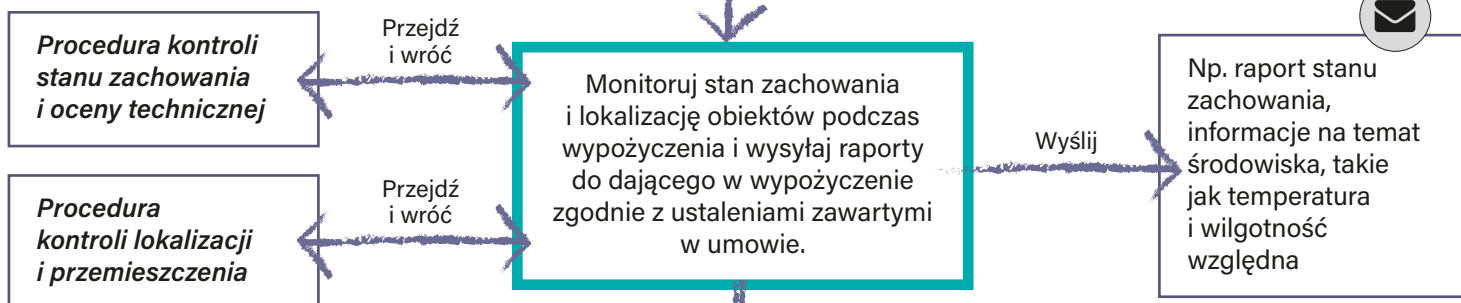 Procedura kontroli
stanu zachowania
i oceny technicznej
Przejdź
i wróć
Monitoruj stan zachowania
i lokalizację obiektów podczas
wypożyczenia i wysyłaj raporty
do dającego w wypożyczenie
zgodnie z ustaleniami zawartymi
w umowie.
Wyślij
Np. raport stanu
zachowania,
informacje na temat
środowiska, takie
jak temperatura
i wilgotność
względna
Procedura
kontroli lokalizacji
i przemieszczenia
Przejdź
i wróć